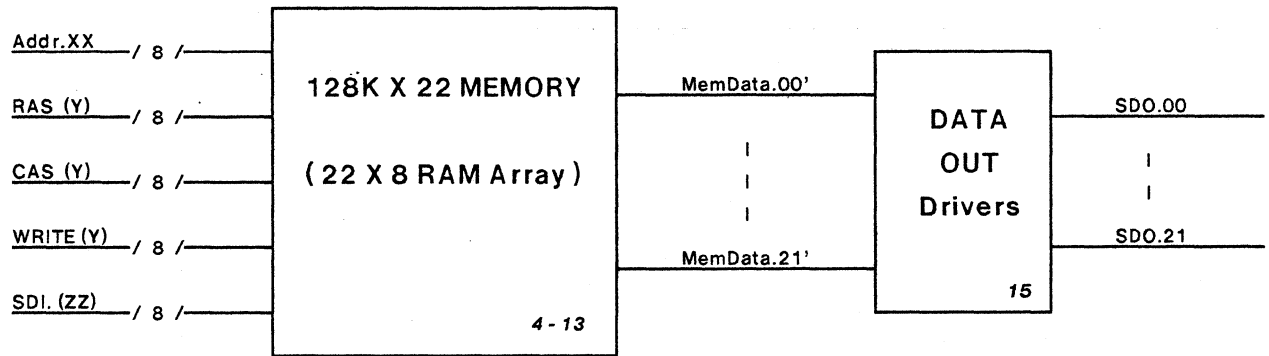 Addr.XX
/ 8 /
RAS (Y)
/ 8 /
CAS (Y)
/ 8 /
WRITE (Y)
/ 8 /
SDI. (ZZ)
/ 8 /
128K X 22 MEMORY
(22 X 8 RAM Array)
4 - 13
MemData.00'
MemData.21'
DATA
OUT
Drivers
15
SDO.00
SDO.21